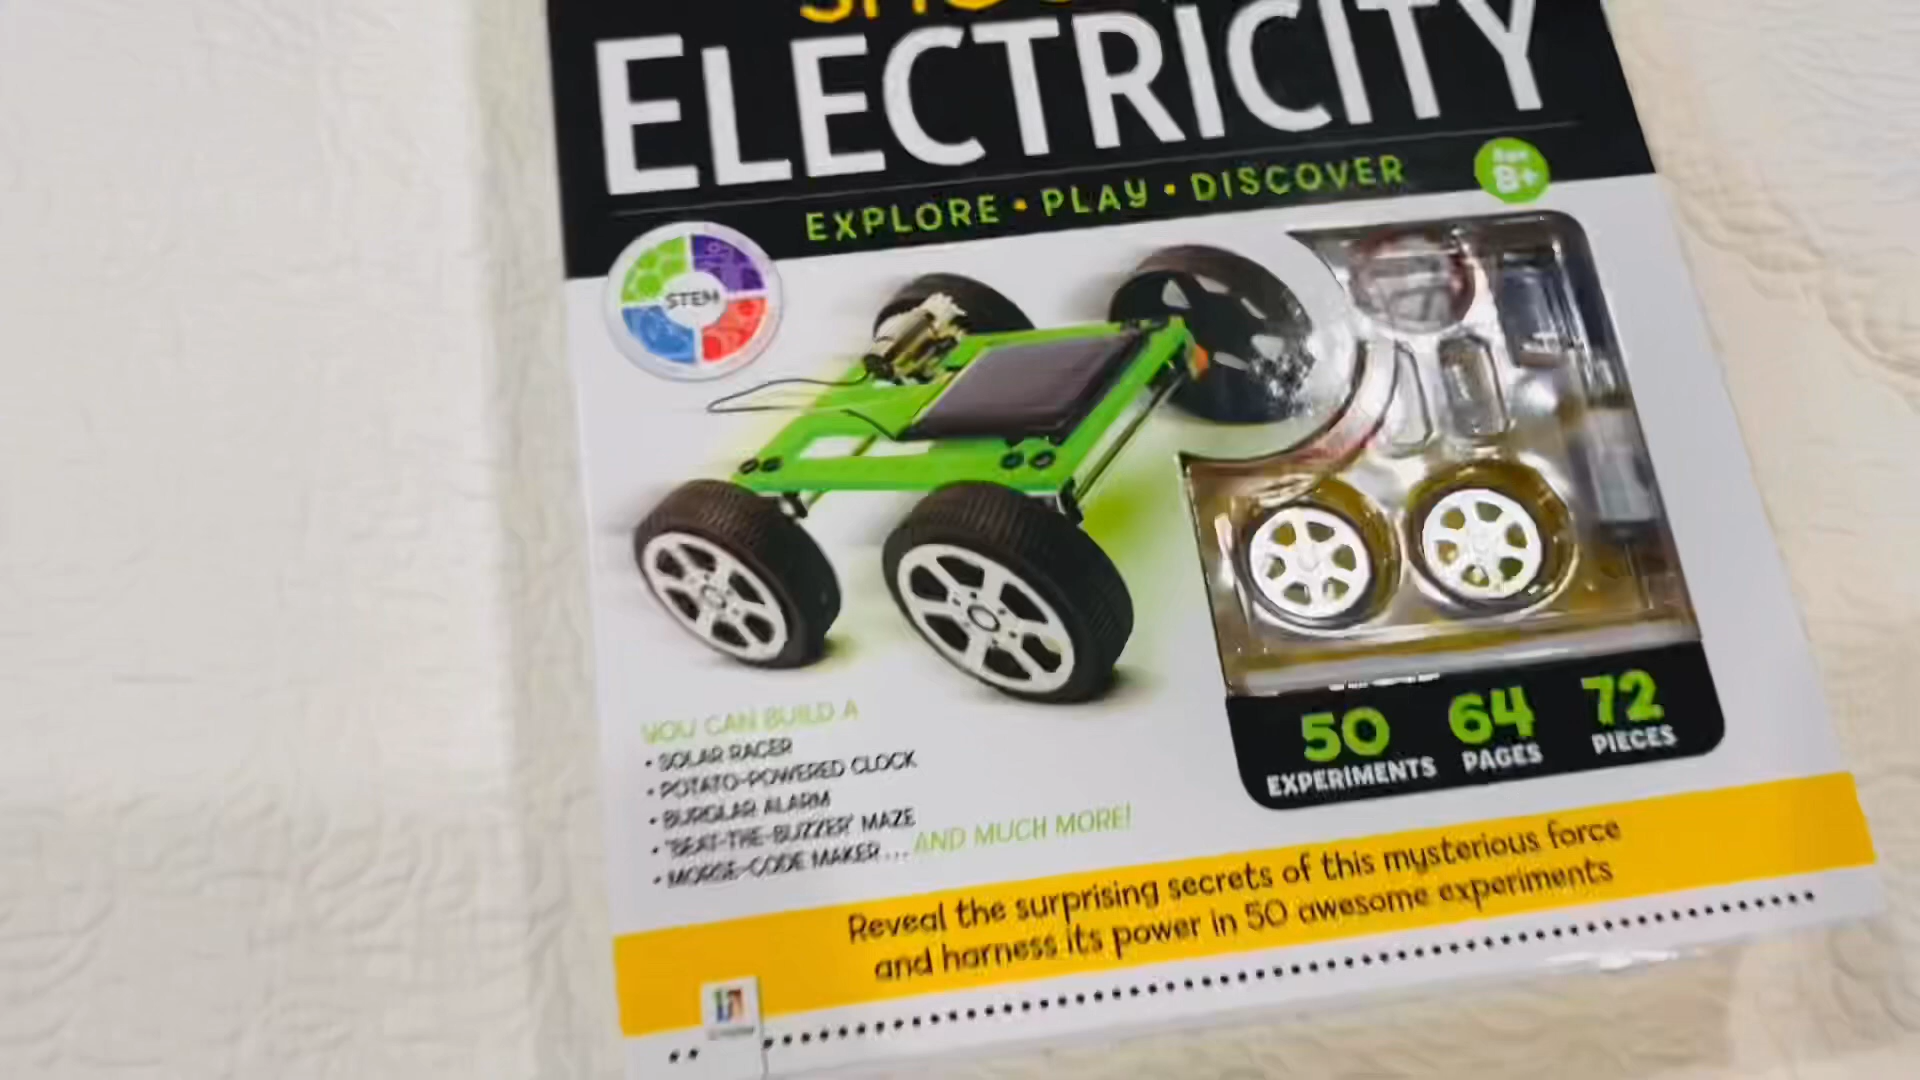 ELECTRICITY
EXPLORE • PLAY • DISCOVER
8+
STEM
YOU CAN BUILD A
• SOLAR RACER
• POTATO-POWERED CLOCK
• BURGLAR ALARM
• 'BEAT-THE-BUZZER' MAZE
• MORSE-CODE MAKER... AND MUCH MORE!
50 EXPERIMENTS
64 PAGES
72 PIECES
Reveal the surprising secrets of this mysterious force
and harness its power in 50 awesome experiments